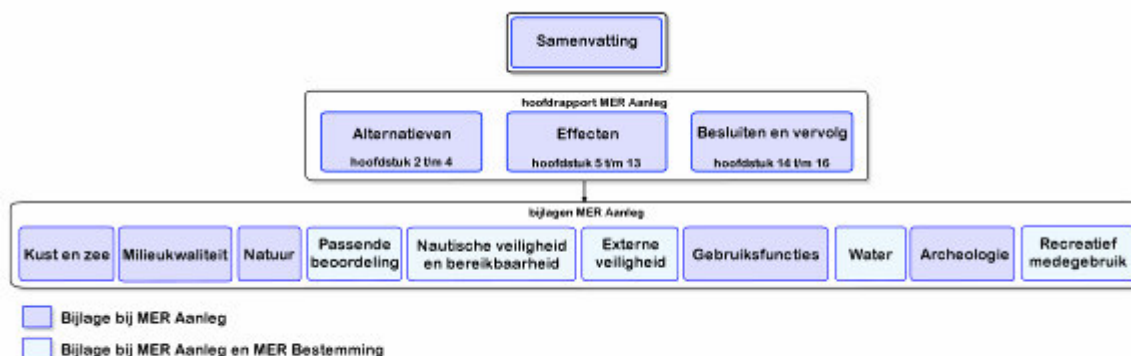 Samenvatting
hoofdrapport MER Aanleg
Alternatieven
hoofdstuk 2 t/m 4
Effecten
hoofdstuk 5 t/m 13
Besluiten en vervolg
hoofdstuk 14 t/m 16
bijlagen MER Aanleg
Kust en zee
Milieukwaliteit
Natuur
Passende
beoordeling
Nautische veiligheid
en bereikbaarheid
Externe
veiligheid
Gebruiksfuncties
Water
Archeologie
Recreatief
medegebruik
Bijlage bij MER Aanleg
Bijlage bij MER Aanleg en MER Bestemming